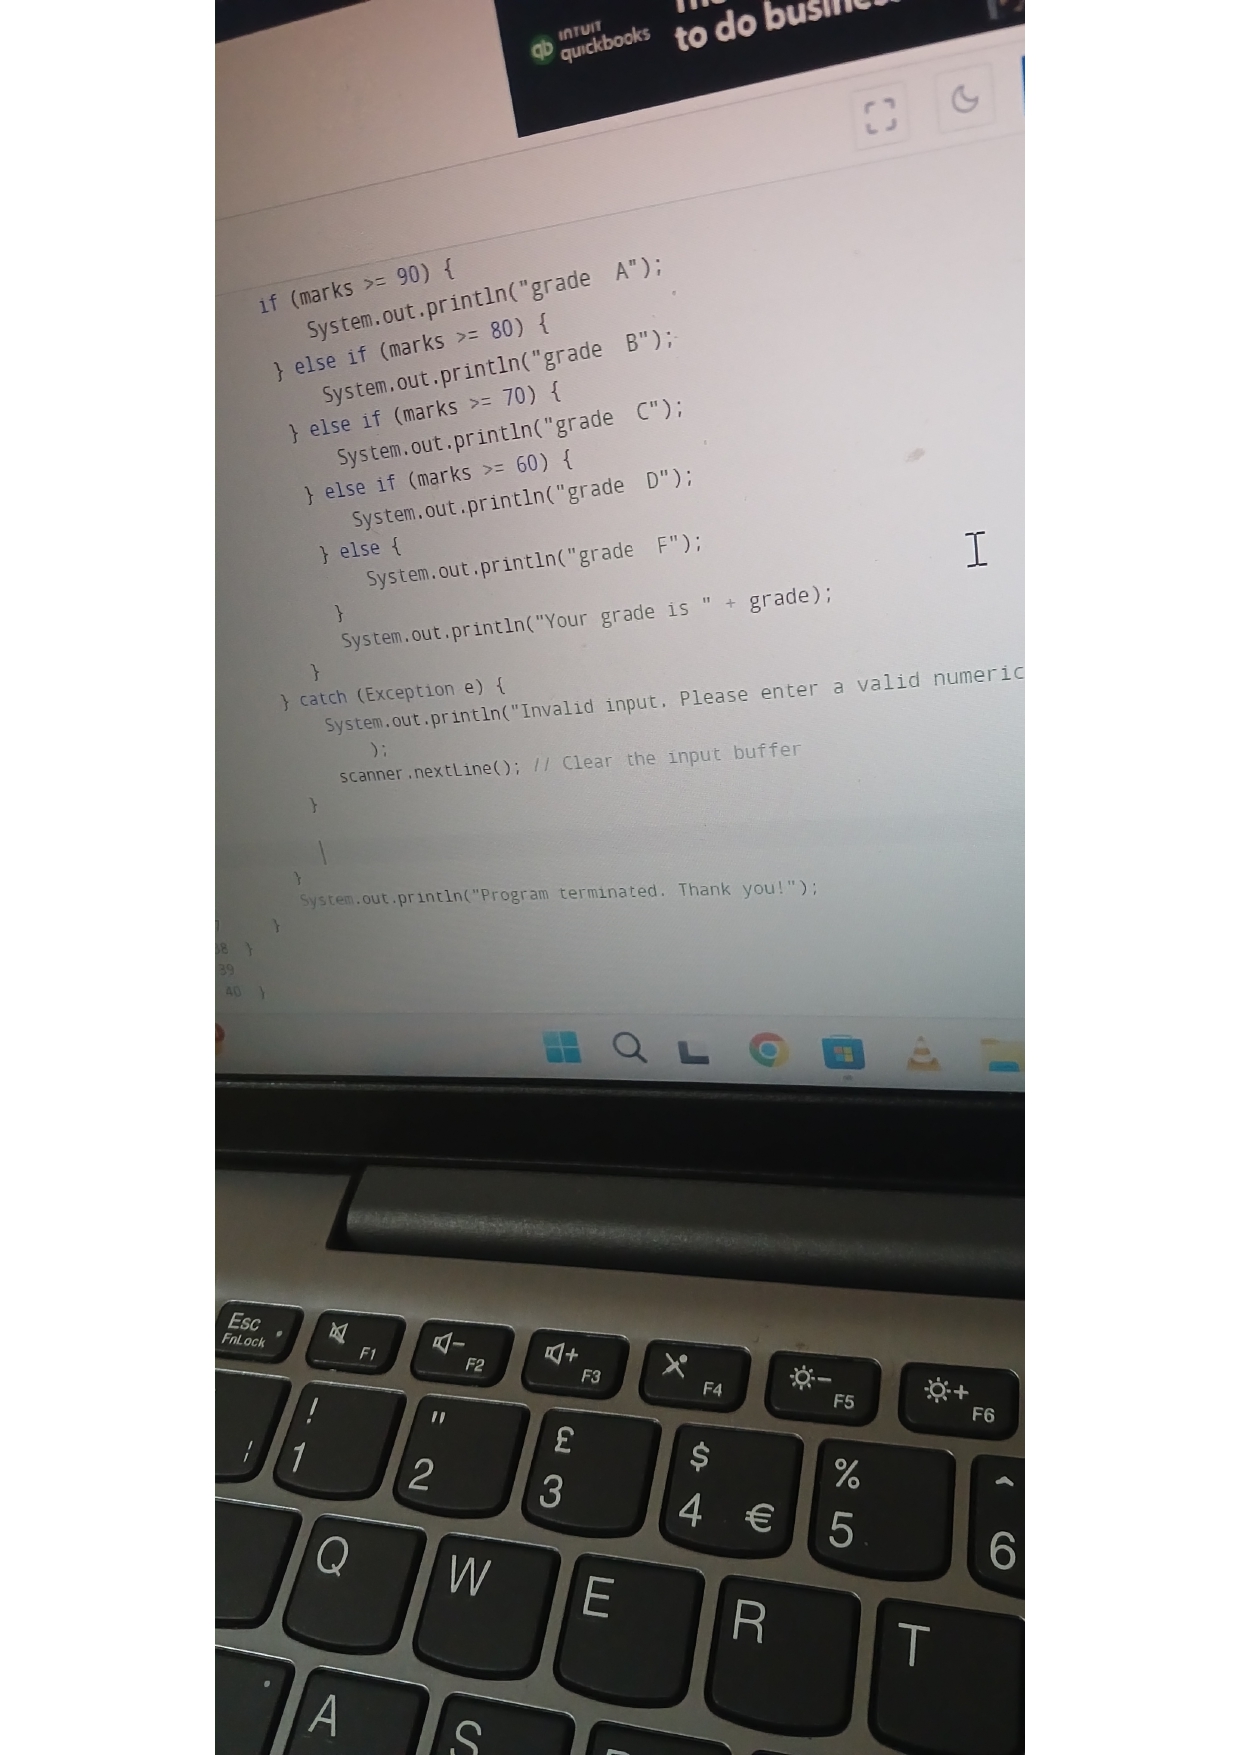 INTUIT
quickbooks
to do
if (marks >= 90) {
System.out.println("grade  A");
} else if (marks >= 80) {
System.out.println("grade  B");
} else if (marks >= 70) {
System.out.println("grade  C");
} else if (marks >= 60) {
System.out.println("grade  D");
} else {
System.out.println("grade  F");
}
System.out.println("Your grade is " + grade);
}
} catch (Exception e) {
System.out.println("Invalid input. Please enter a valid numeric
);
scanner.nextLine(); // Clear the input buffer
}
}
System.out.println("Program terminated. Thank you!");
}
38 }
39
40 }
Esc
FnLock
F1
F2
F3
F4
F5
F6
! 1
" 2
£ 3
$ 4 €
% 5
^ 6
Q W E R T
A S